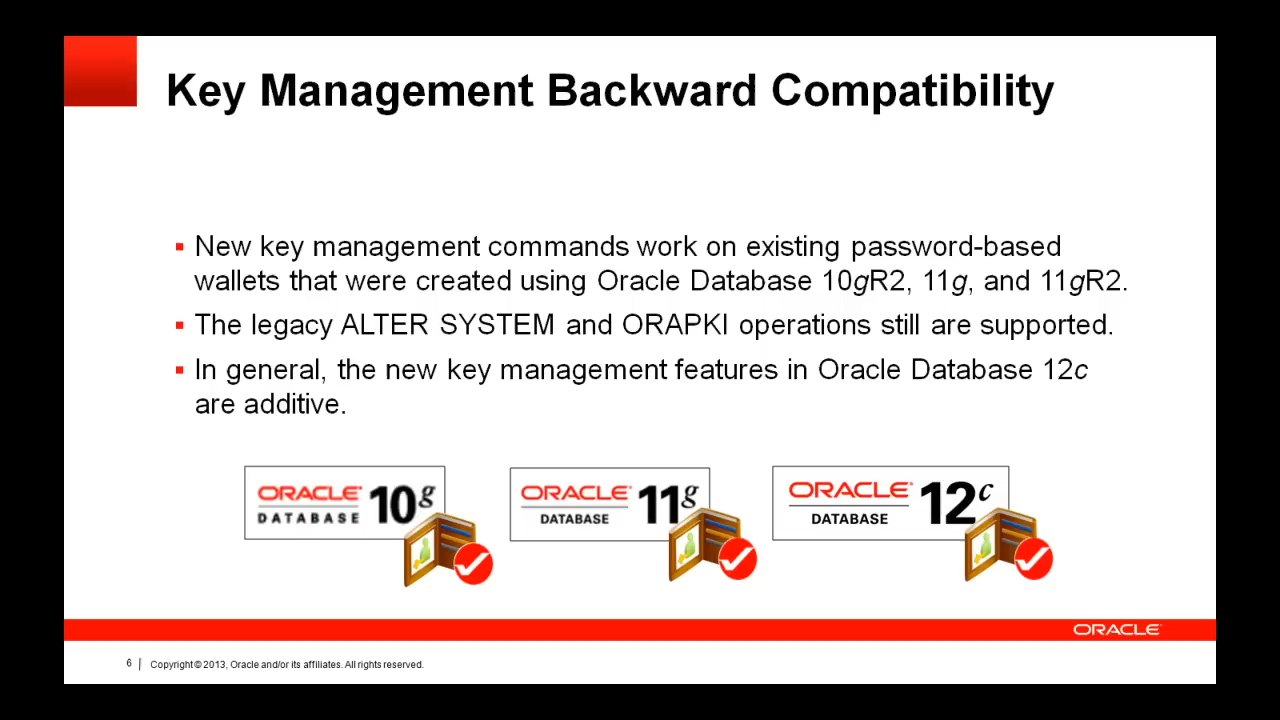 Key Management Backward Compatibility
▪ New key management commands work on existing password-based
wallets that were created using Oracle Database 10gR2, 11g, and 11gR2.
▪ The legacy ALTER SYSTEM and ORAPKI operations still are supported.
▪ In general, the new key management features in Oracle Database 12c
are additive.
ORACLE DATABASE 10g
ORACLE DATABASE 11g
ORACLE DATABASE 12c
ORACLE
6 | Copyright © 2013, Oracle and/or its affiliates. All rights reserved.